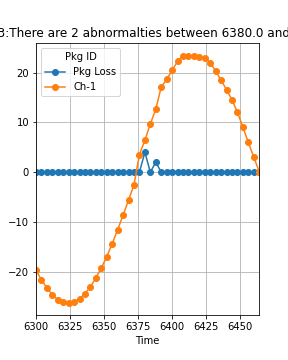 3:There are 2 abnormalties between 6380.0 and
Pkg ID
Pkg Loss
Ch-1
20
10
0
−10
−20
6300 6325 6350 6375 6400 6425 6450
Time